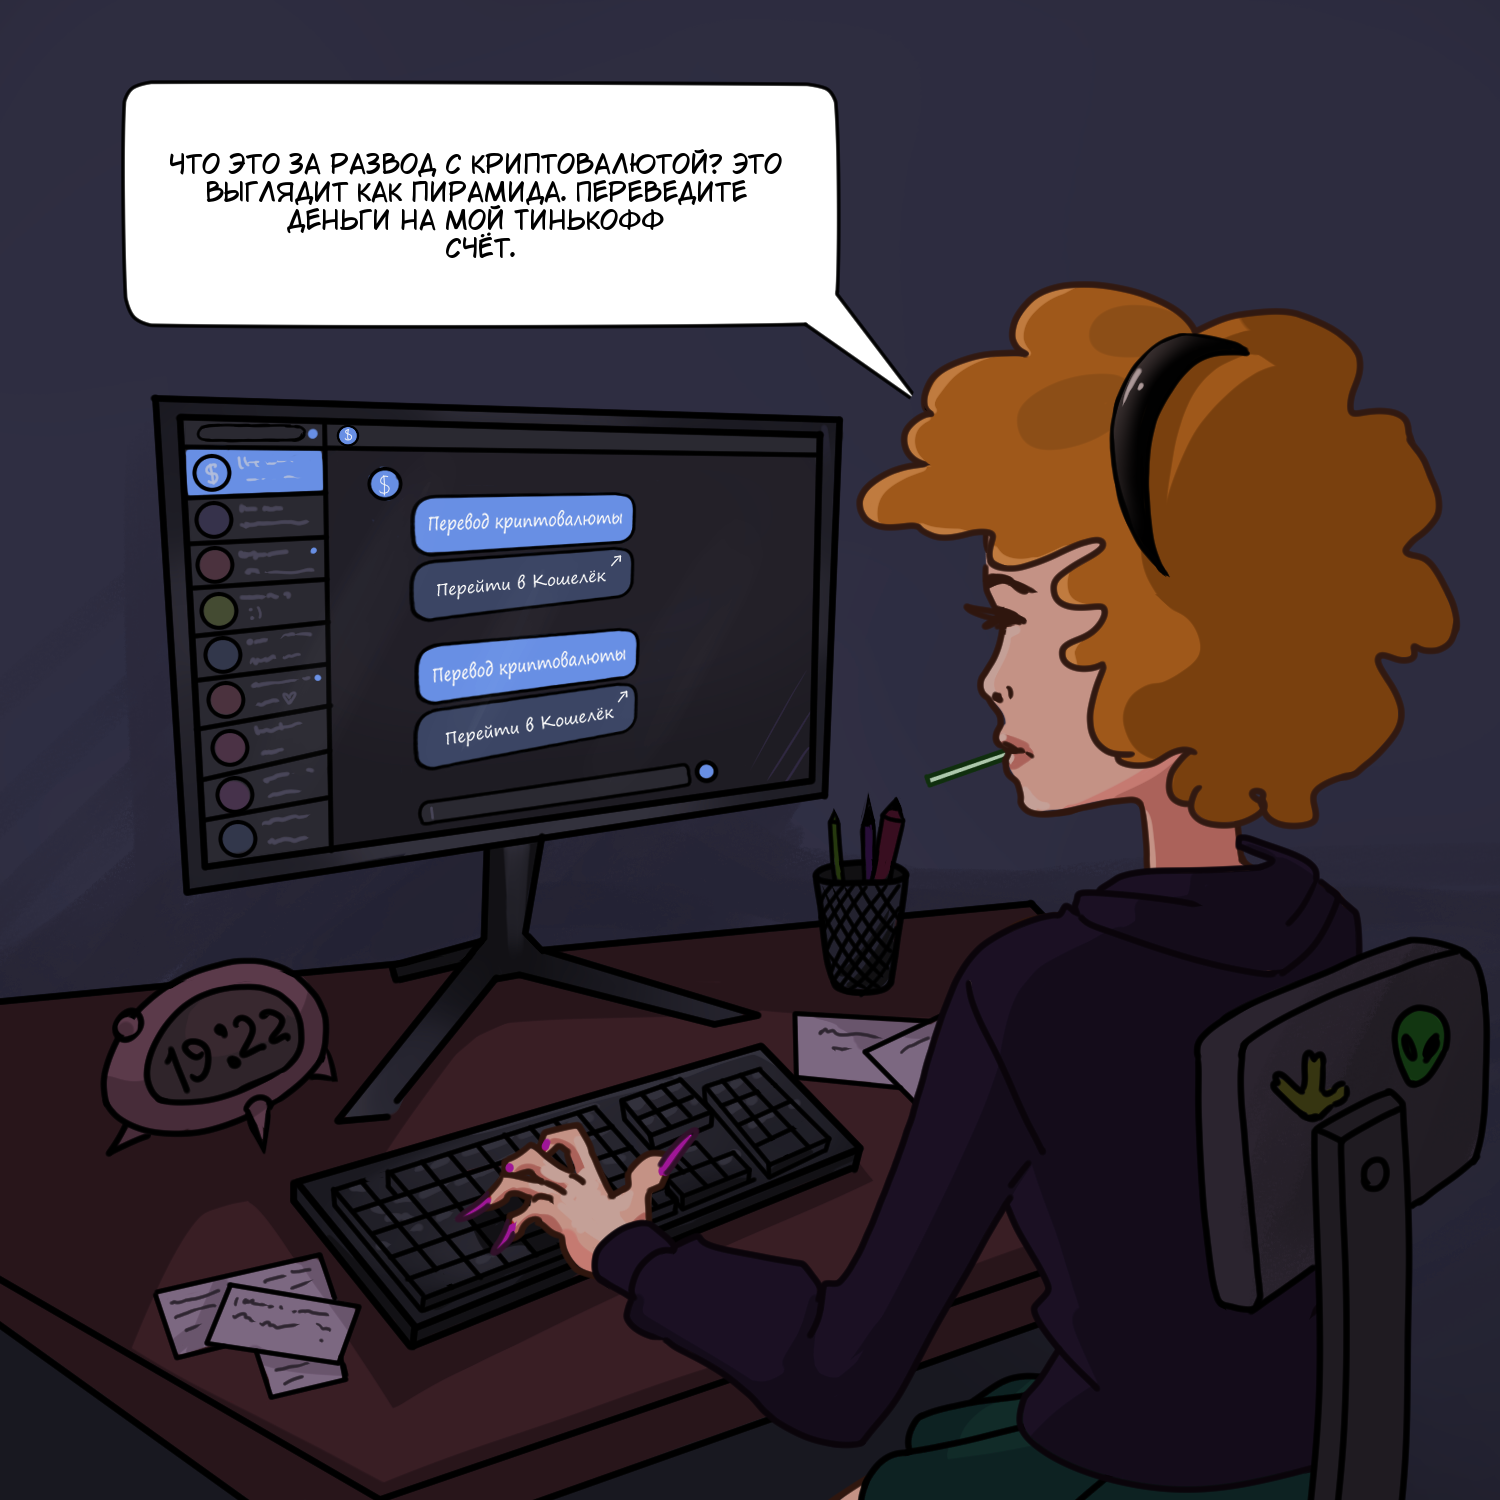 ЧТО ЭТО ЗА РАЗВОД С КРИПТОВАЛЮТОЙ? ЭТО
ВЫГЛЯДИТ КАК ПИРАМИДА. ПЕРЕВЕДИТЕ
ДЕНЬГИ НА МОЙ ТИНЬКОФФ
СЧЁТ.
$
$
$
Перевод криптовалюты
Перейти в Кошелёк
Перевод криптовалюты
Перейти в Кошелёк
:)
19:22